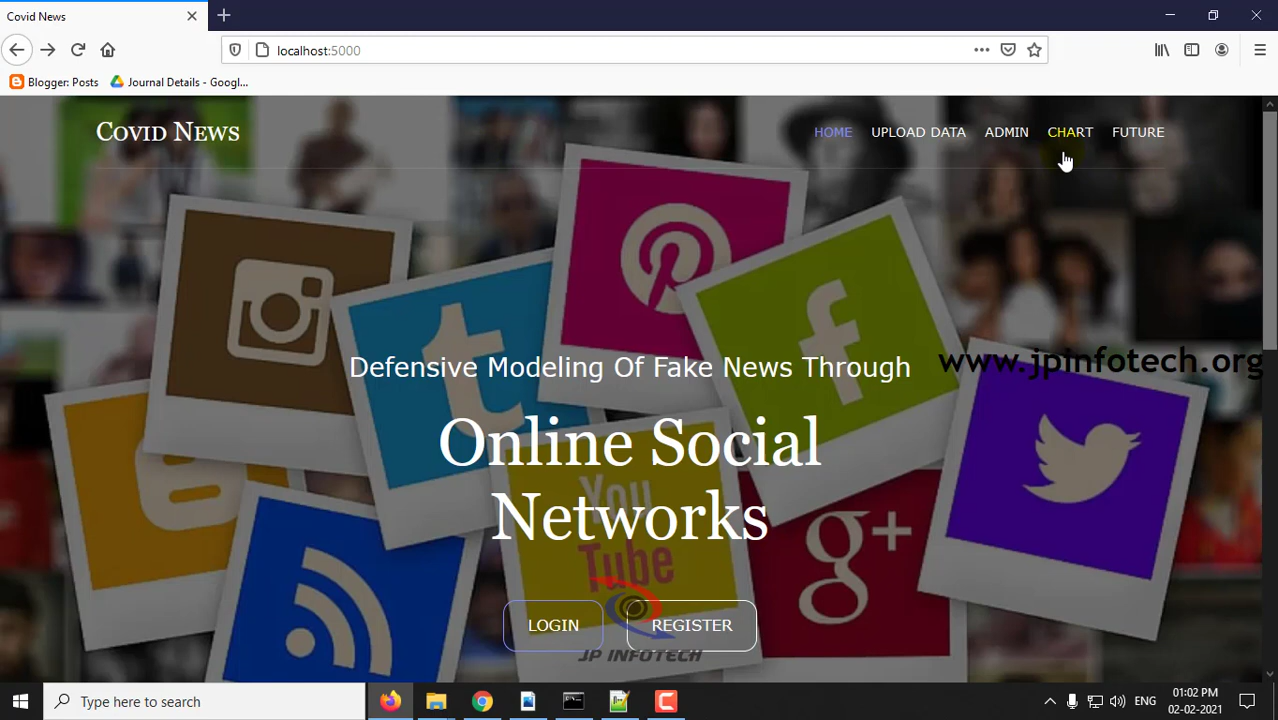 Covid News
localhost:5000
Blogger: Posts
Journal Details - Googl...
Covid News
HOME
UPLOAD DATA
ADMIN
CHART
FUTURE
Defensive Modeling Of Fake News Through
www.jpinfotech.org
Online Social
Networks
You
Tube
g+
LOGIN
REGISTER
JP INFOTECH
Type here to search
ENG
01:02 PM
02-02-2021